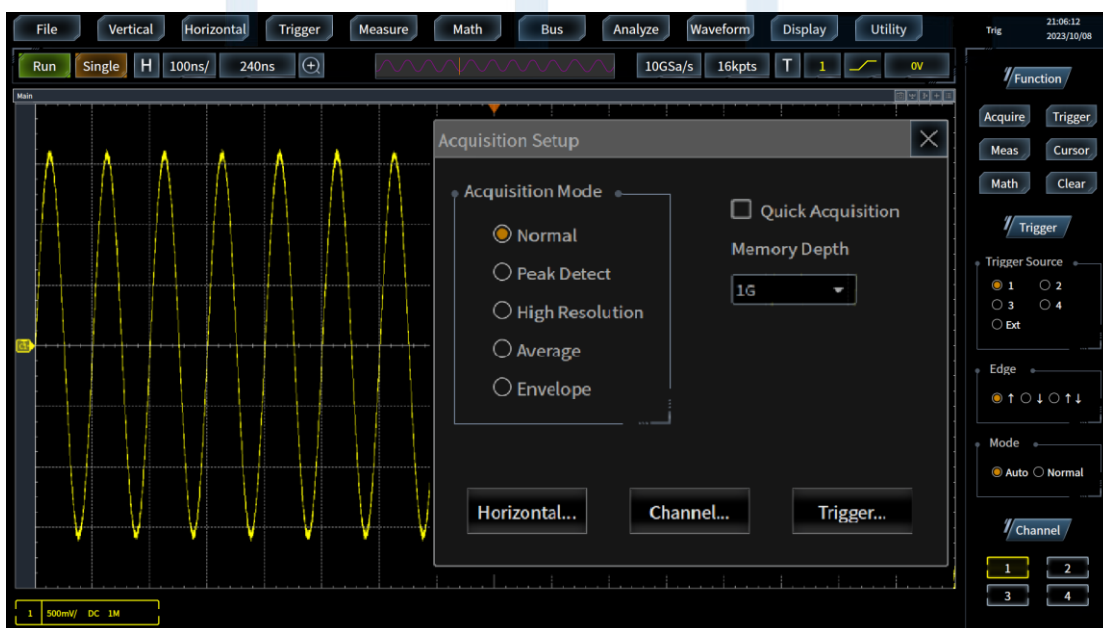 File Vertical Horizontal Trigger Measure Math Bus Analyze Waveform Display Utility
Trig 21:06:12
2023/10/08
Run Single H 100ns/ 240ns 10GSa/s 16kpts T 1 0V
Function
Main
Acquire Trigger
Meas Cursor
Math Clear
Acquisition Setup
Acquisition Mode
Normal
Peak Detect
High Resolution
Average
Envelope
Quick Acquisition
Memory Depth
1G
Horizontal... Channel... Trigger...
Trigger
Trigger Source
1 2
3 4
Ext
Edge
↑ ↓ ↑↓
Mode
Auto Normal
Channel
1 2
3 4
1 500mV/ DC 1M